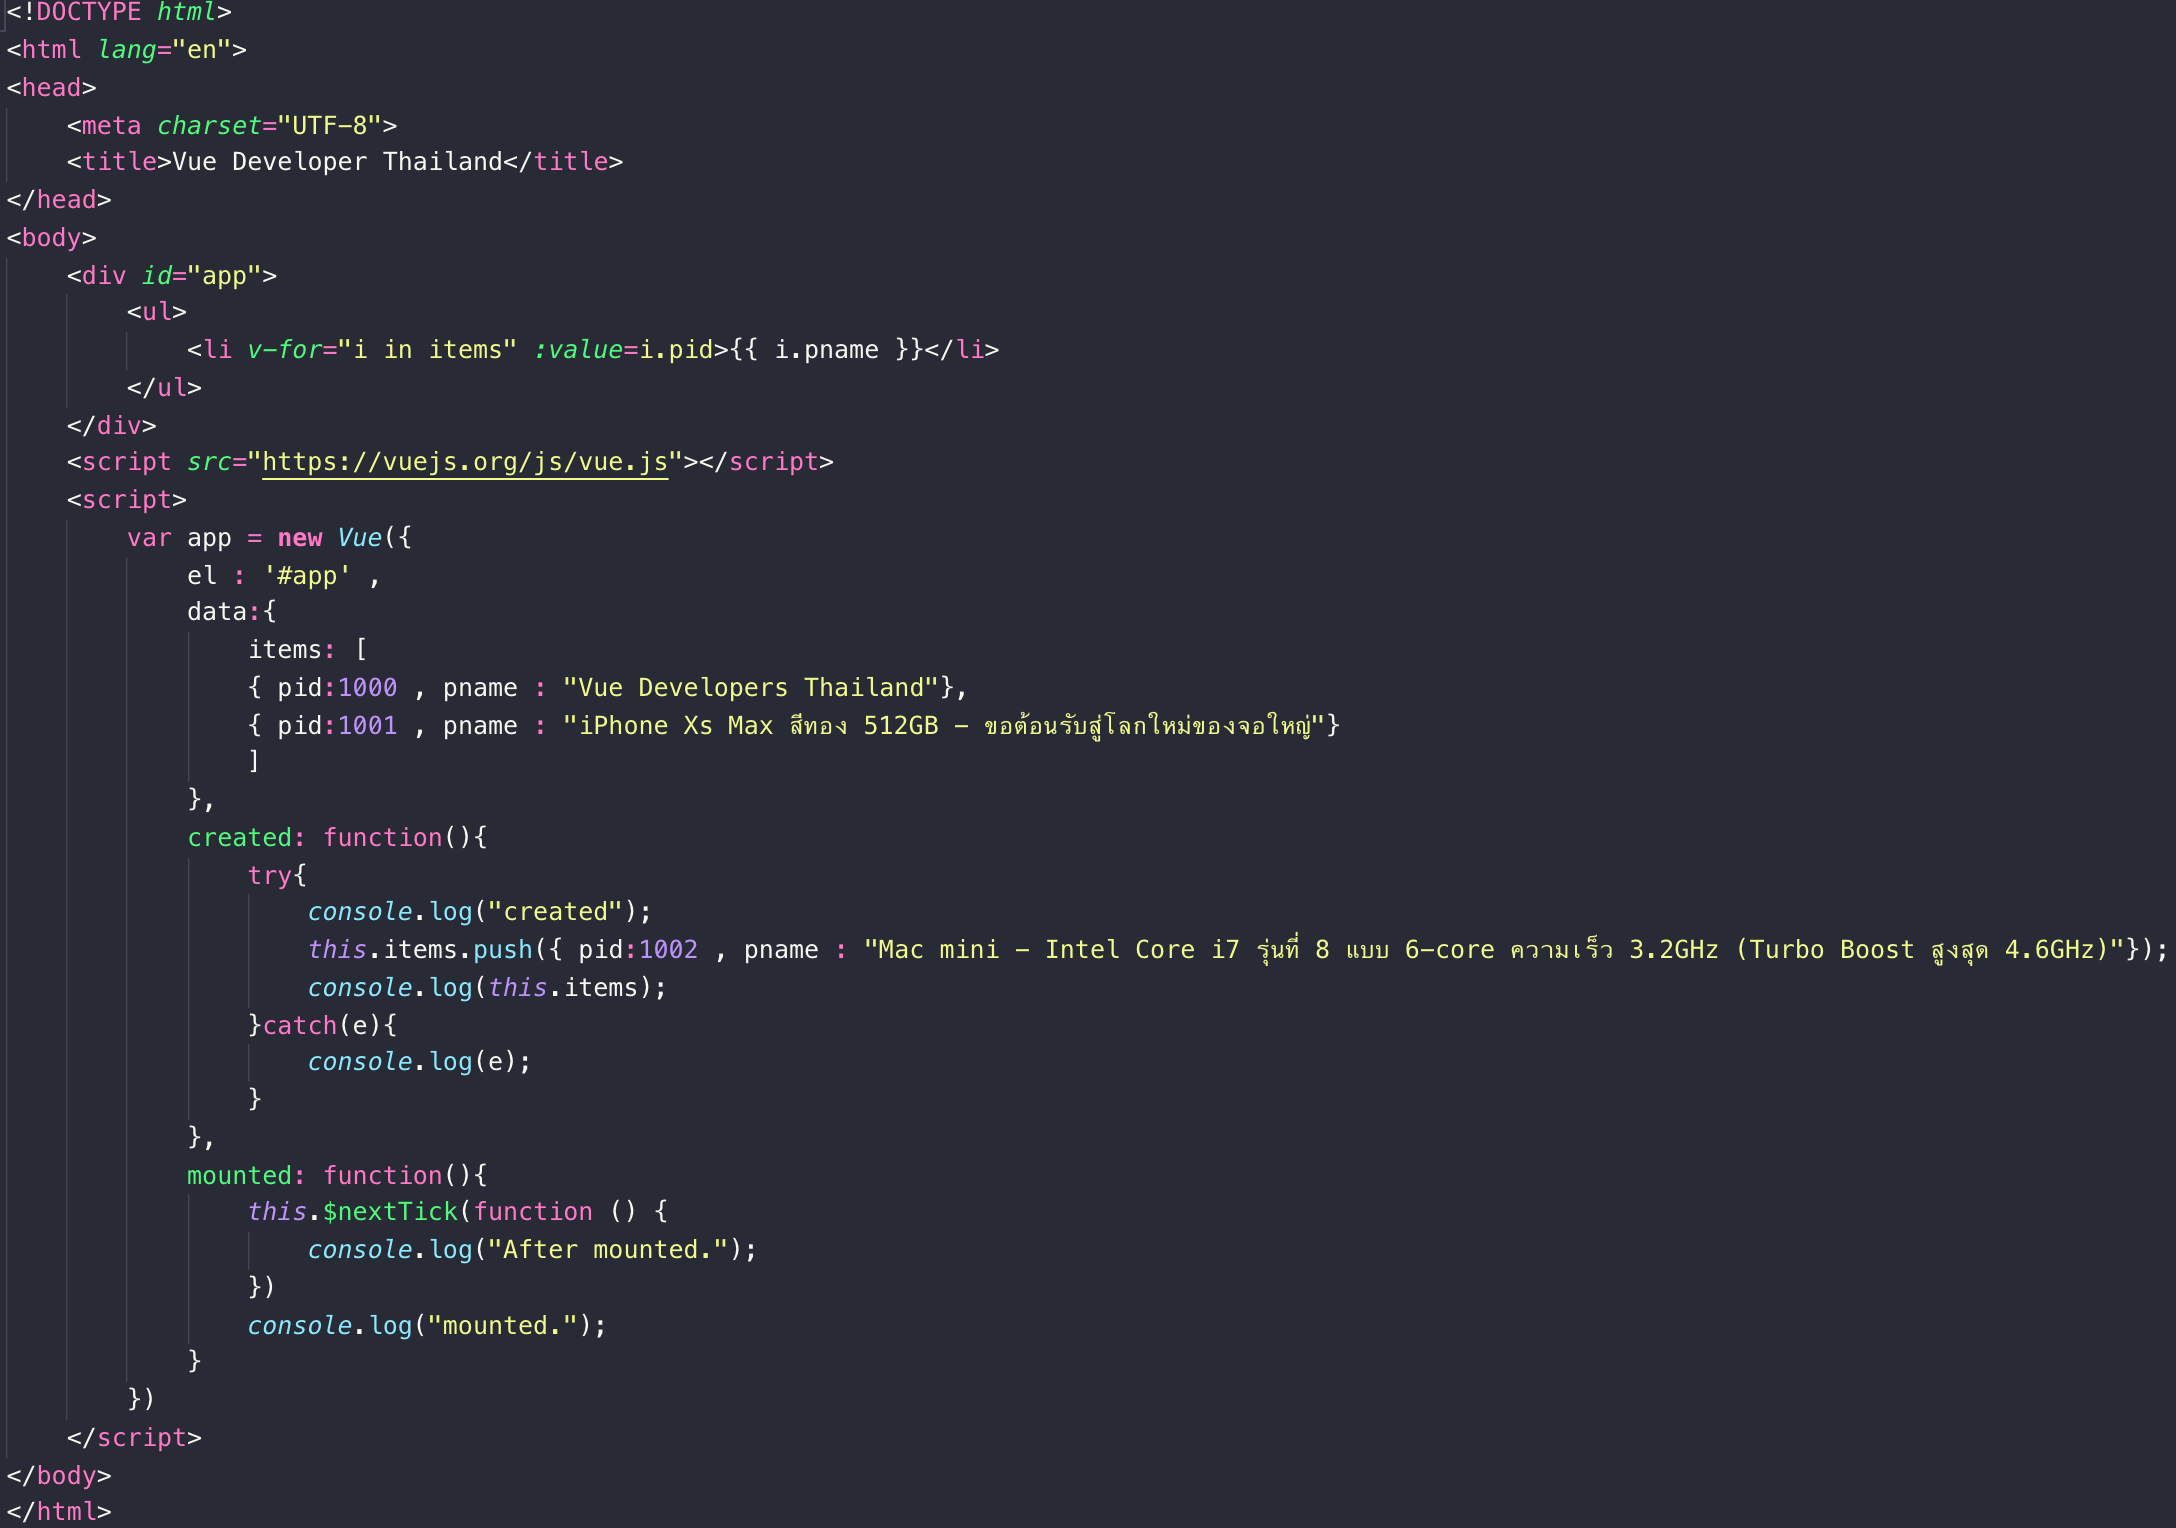 <!DOCTYPE html>
<html lang="en">
<head>
    <meta charset="UTF-8">
    <title>Vue Developer Thailand</title>
</head>
<body>
    <div id="app">
        <ul>
            <li v-for="i in items" :value=i.pid>{{ i.pname }}</li>
        </ul>
    </div>
    <script src="https://vuejs.org/js/vue.js"></script>
    <script>
        var app = new Vue({
            el : '#app' ,
            data:{
                items: [
                { pid:1000 , pname : "Vue Developers Thailand"},
                { pid:1001 , pname : "iPhone Xs Max สีทอง 512GB - ขอต้อนรับสู่โลกใหม่ของจอใหญ่"}
                ]
            },
            created: function(){
                try{
                    console.log("created");
                    this.items.push({ pid:1002 , pname : "Mac mini - Intel Core i7 รุ่นที่ 8 แบบ 6-core ความเร็ว 3.2GHz (Turbo Boost สูงสุด 4.6GHz)"});
                    console.log(this.items);
                }catch(e){
                    console.log(e);
                }
            },
            mounted: function(){
                this.$nextTick(function () {
                    console.log("After mounted.");
                })
                console.log("mounted.");
            }
        })
    </script>
</body>
</html>